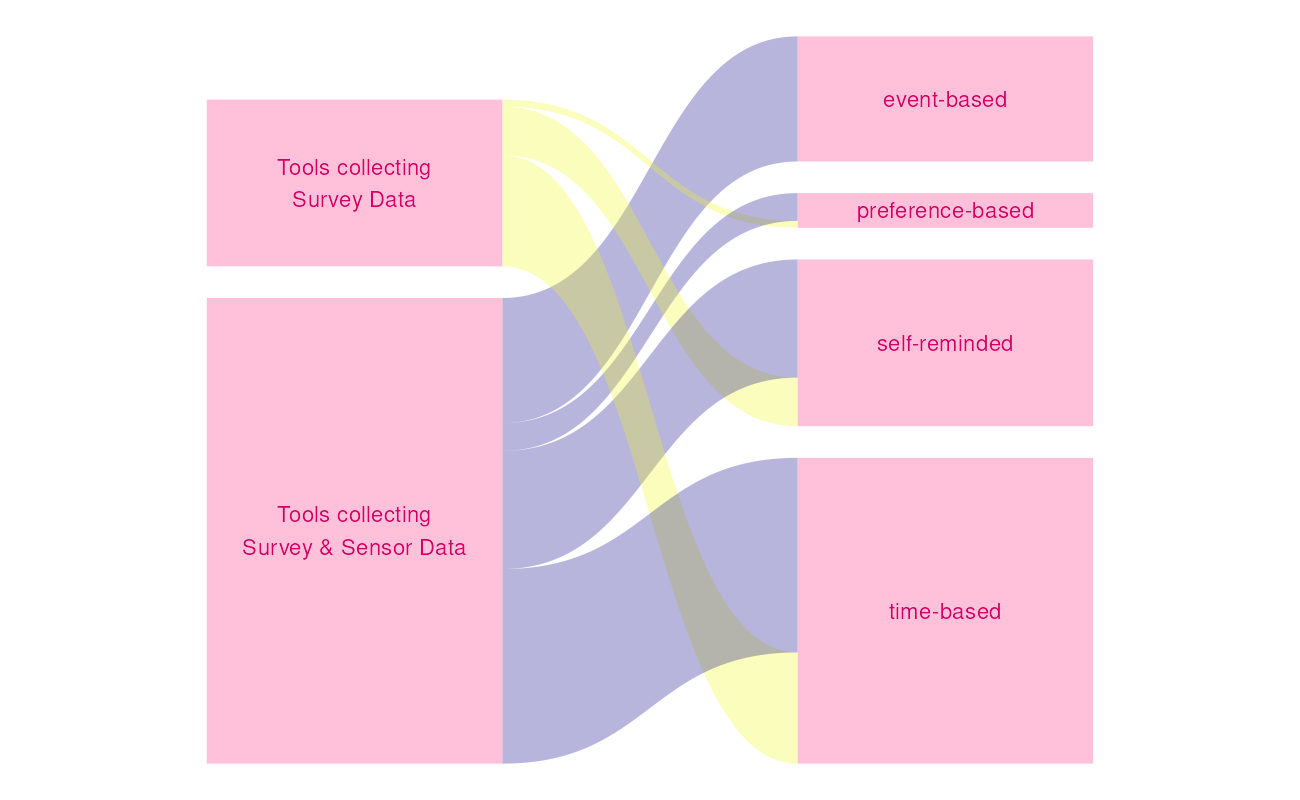 Tools collecting
Survey Data
Tools collecting
Survey & Sensor Data
event-based
preference-based
self-reminded
time-based